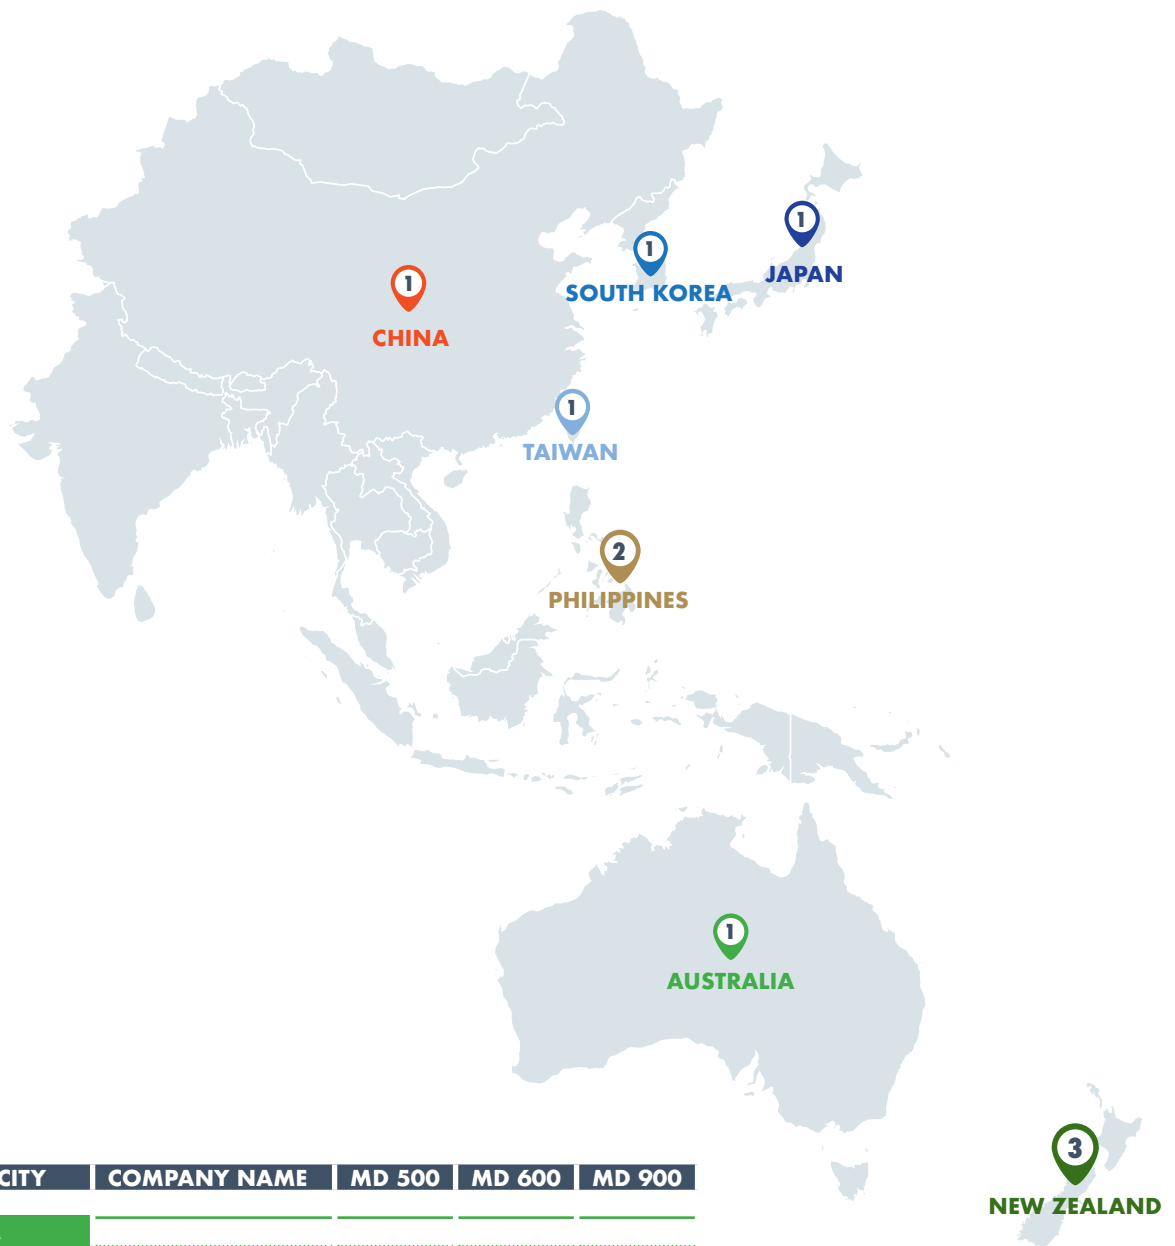 1
JAPAN
1
SOUTH KOREA
1
CHINA
1
TAIWAN
2
PHILIPPINES
1
AUSTRALIA
3
NEW ZEALAND
CITY COMPANY NAME MD 500 MD 600 MD 900